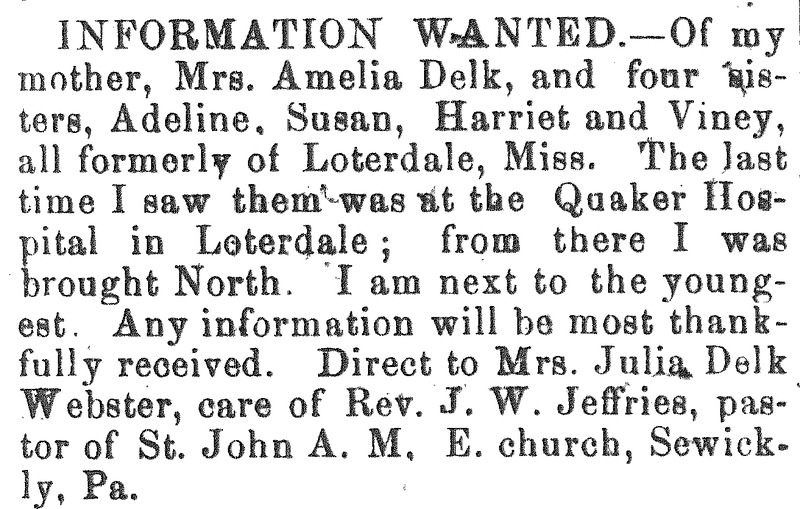 INFORMATION WANTED.—Of my
mother, Mrs. Amelia Delk, and four sis-
ters, Adeline, Susan, Harriet and Viney,
all formerly of Loterdale, Miss. The last
time I saw them was at the Quaker Hos-
pital in Loterdale; from there I was
brought North. I am next to the young-
est. Any information will be most thank-
fully received. Direct to Mrs. Julia Delk
Webster, care of Rev. J. W. Jeffries, pas-
tor of St. John A. M. E. church, Sewick-
ly, Pa.